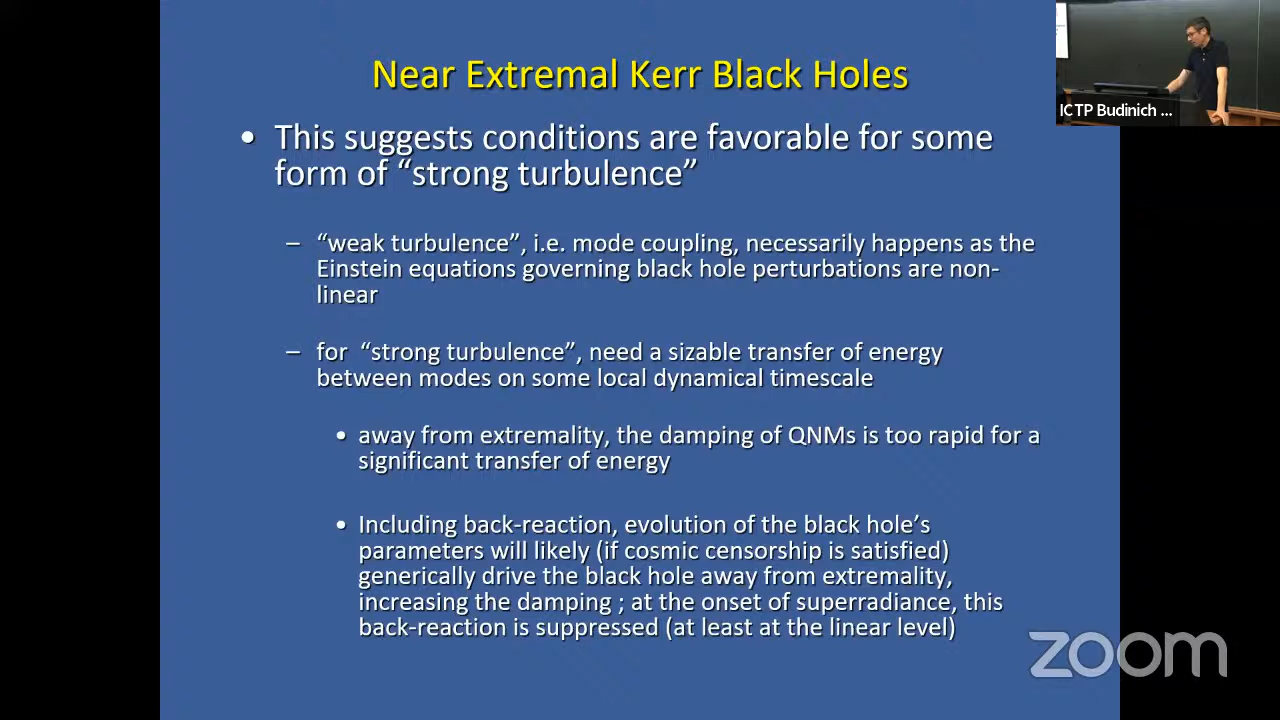 Near Extremal Kerr Black Holes
ICTP Budinich ...
• This suggests conditions are favorable for some
form of “strong turbulence”
– “weak turbulence”, i.e. mode coupling, necessarily happens as the
Einstein equations governing black hole perturbations are non-
linear
– for “strong turbulence”, need a sizable transfer of energy
between modes on some local dynamical timescale
• away from extremality, the damping of QNMs is too rapid for a
significant transfer of energy
• Including back-reaction, evolution of the black hole’s
parameters will likely (if cosmic censorship is satisfied)
generically drive the black hole away from extremality,
increasing the damping ; at the onset of superradiance, this
back-reaction is suppressed (at least at the linear level)
zoom